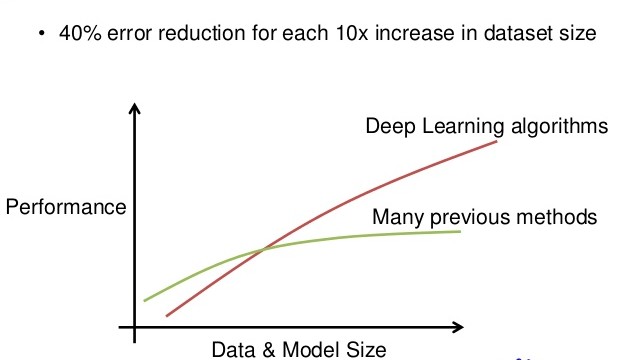 • 40% error reduction for each 10x increase in dataset size
Deep Learning algorithms
Performance
Many previous methods
Data & Model Size